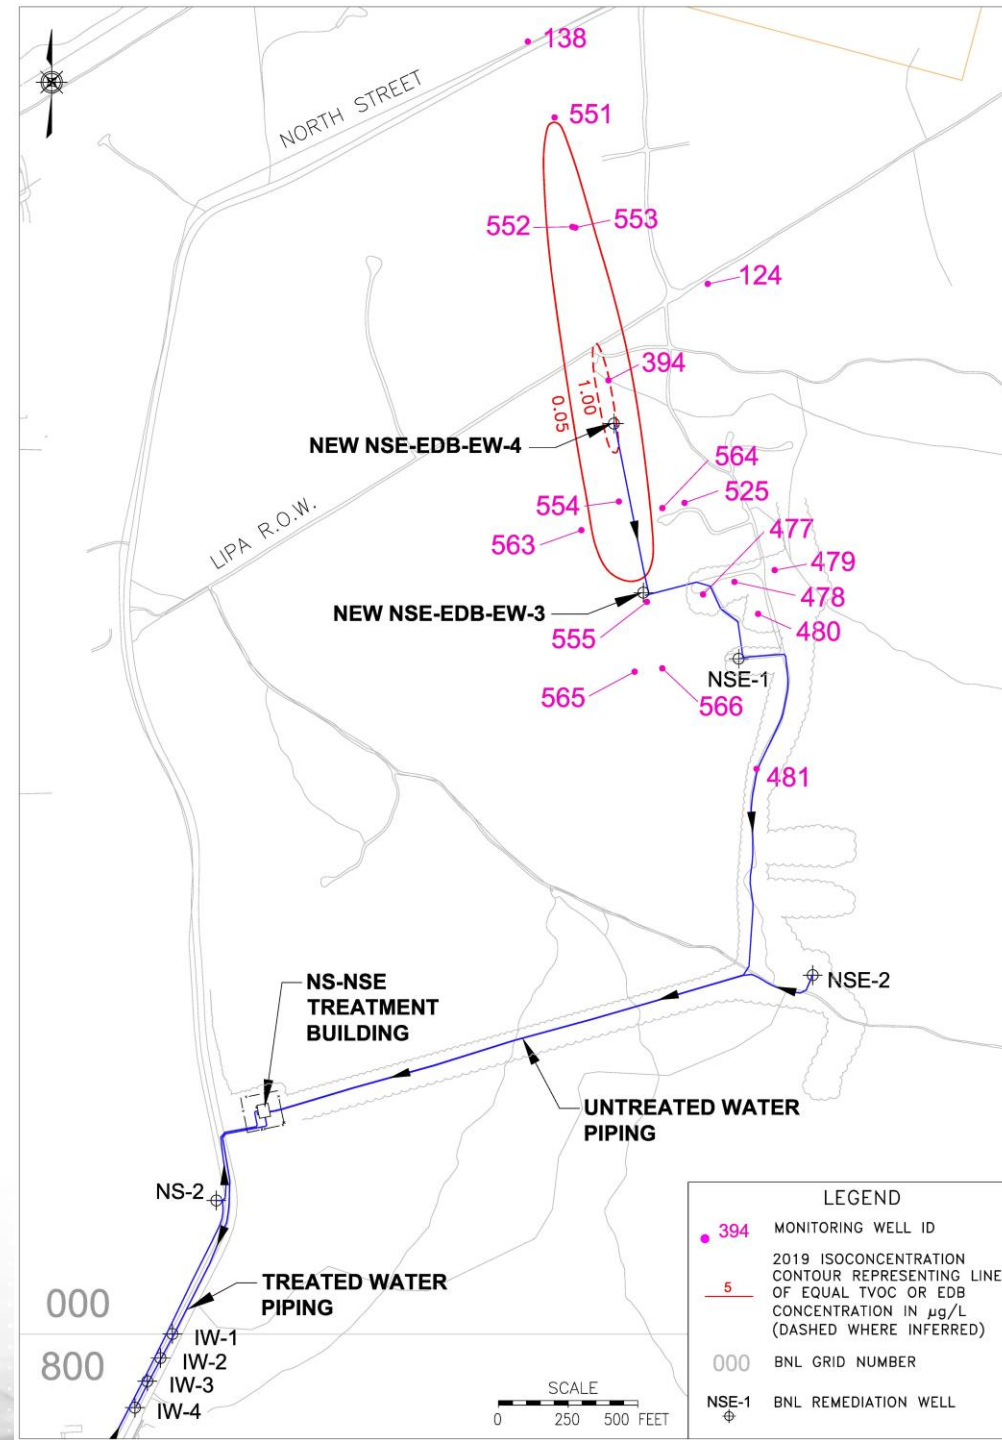 138
NORTH STREET
551
552
553
124
394
1.00
0.05
NEW NSE-EDB-EW-4
564
525
554
477
563
LIPA R.O.W.
479
478
NEW NSE-EDB-EW-3
480
555
NSE-1
565
566
481
NS-NSE
TREATMENT
BUILDING
NSE-2
UNTREATED WATER
PIPING
NS-2
TREATED WATER
PIPING
000
IW-1
800
IW-2
IW-3
IW-4
SCALE
0 250 500 FEET
LEGEND
394 MONITORING WELL ID
2019 ISOCONCENTRATION
CONTOUR REPRESENTING LINE
5 OF EQUAL TVOC OR EDB
CONCENTRATION IN µg/L
(DASHED WHERE INFERRED)
000 BNL GRID NUMBER
NSE-1 BNL REMEDIATION WELL